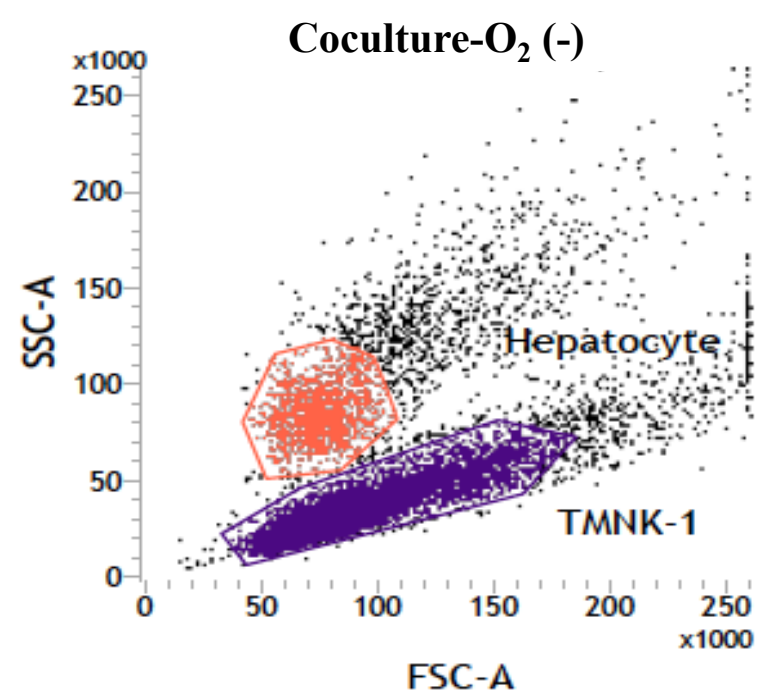 Coculture-O₂ (-)
x1000
250
200
150
100
50
0
SSC-A
Hepatocyte
TMNK-1
0 50 100 150 200 250
x1000
FSC-A